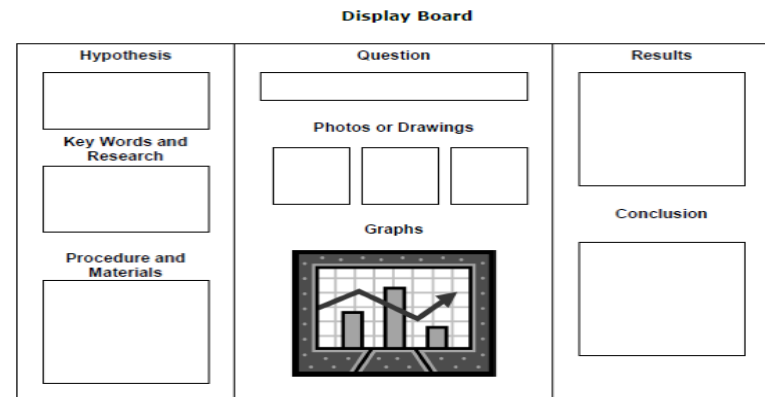 Display Board
Hypothesis
Key Words and
Research
Procedure and
Materials
Question
Photos or Drawings
Graphs
Results
Conclusion